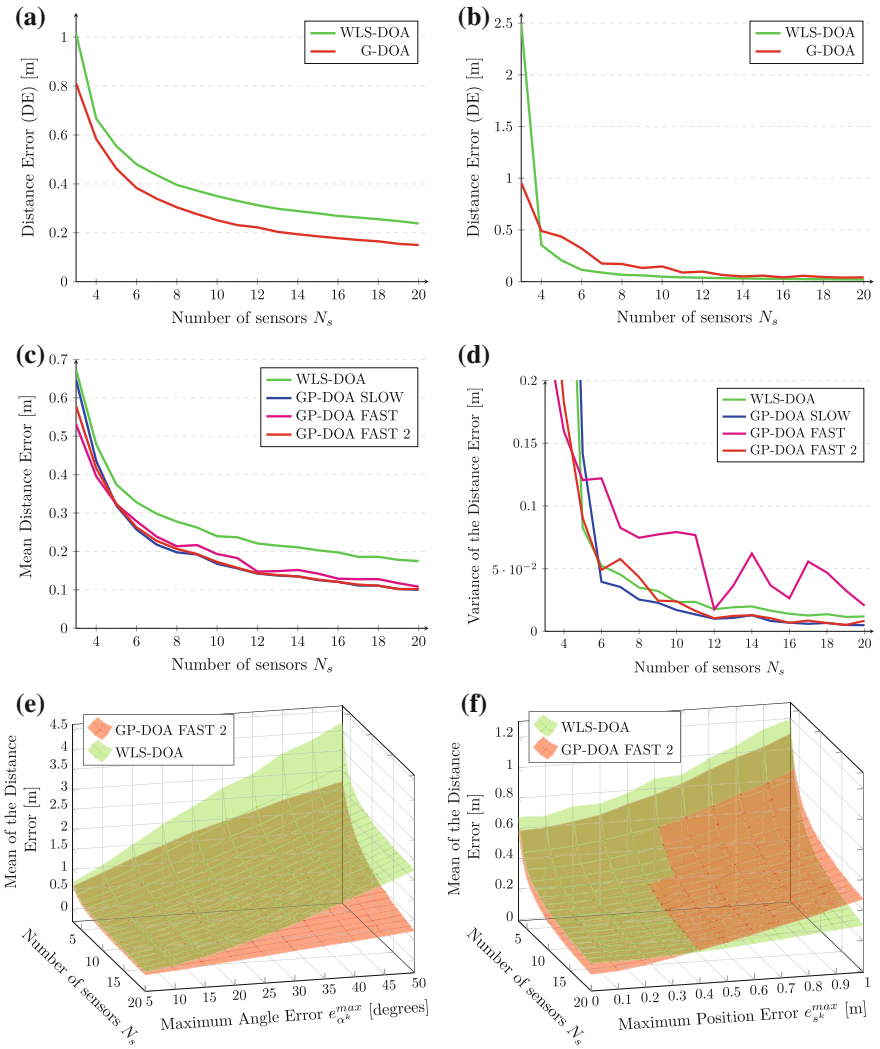 (a)
WLS-DOA
G-DOA
Distance Error (DE) [m]
1
0.8
0.6
0.4
0.2
0
4 6 8 10 12 14 16 18 20
Number of sensors N_s
(b)
WLS-DOA
G-DOA
Distance Error (DE) [m]
2.5
2
1.5
1
0.5
0
4 6 8 10 12 14 16 18 20
Number of sensors N_s
(c)
WLS-DOA
GP-DOA SLOW
GP-DOA FAST
GP-DOA FAST 2
Mean Distance Error [m]
0.7
0.6
0.5
0.4
0.3
0.2
0.1
0
4 6 8 10 12 14 16 18 20
Number of sensors N_s
(d)
WLS-DOA
GP-DOA SLOW
GP-DOA FAST
GP-DOA FAST 2
Variance of the Distance Error [m]
0.2
0.15
0.1
5 · 10⁻²
0
4 6 8 10 12 14 16 18 20
Number of sensors N_s
(e)
GP-DOA FAST 2
WLS-DOA
Mean of the Distance
Error [m]
4.5
4
3.5
3
2.5
2
1.5
1
0.5
0
5
10
15
20
Number of sensors N_s
5 10 15 20 25 30 35 40 45 50
Maximum Angle Error e_{α^k}^{max} [degrees]
(f)
WLS-DOA
GP-DOA FAST 2
Mean of the Distance
Error [m]
1.2
1
0.8
0.6
0.4
0.2
0
5
10
15
20
Number of sensors N_s
0 0.1 0.2 0.3 0.4 0.5 0.6 0.7 0.8 0.9 1
Maximum Position Error e_{s^k}^{max} [m]